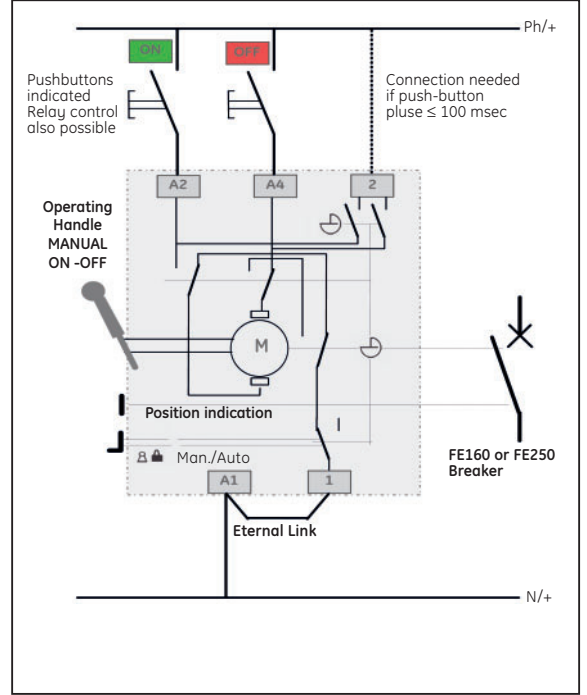 Ph/+
ON
OFF
Pushbuttons
indicated
Relay control
also possible
Connection needed
if push-button
pluse ≤ 100 msec
A2
A4
2
Operating
Handle
MANUAL
ON -OFF
M
Position indication
I
Man./Auto
FE160 or FE250
Breaker
A1
1
Eternal Link
N/+